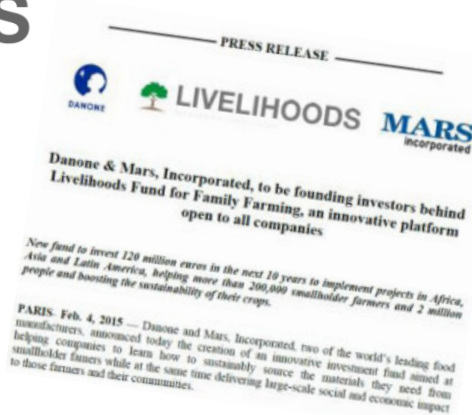 S
PRESS RELEASE
DANONE
LIVELIHOODS
MARS
incorporated
Danone & Mars, Incorporated, to be founding investors behind
Livelihoods Fund for Family Farming, an innovative platform
open to all companies
New fund to invest 120 million euros in the next 10 years to implement projects in Africa,
Asia and Latin America, helping more than 200,000 smallholder farmers and 2 million
people and boosting the sustainability of their crops.
PARIS- Feb. 4, 2015 — Danone and Mars, Incorporated, two of the world's leading food
manufacturers, announced today the creation of an innovative investment fund aimed at
helping companies to learn how to sustainably source the materials they need from
smallholder famers while at the same time delivering large-scale social and economic impact
to those farmers and their communities.